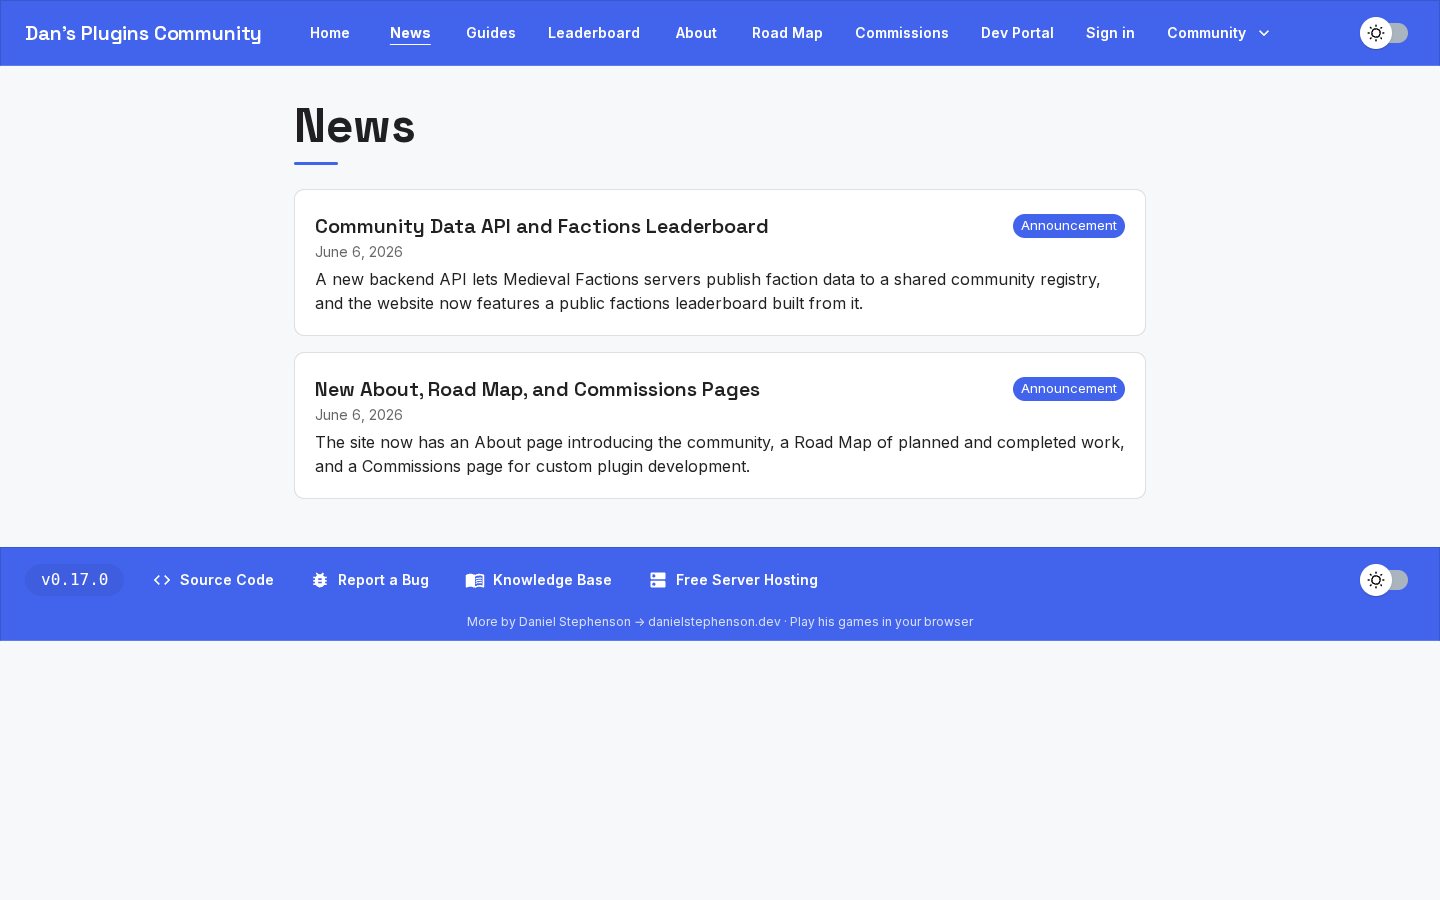 Dan's Plugins Community Home News Guides Leaderboard About Road Map Commissions Dev Portal Sign in Community
News
Community Data API and Factions Leaderboard Announcement
June 6, 2026
A new backend API lets Medieval Factions servers publish faction data to a shared community registry,
and the website now features a public factions leaderboard built from it.
New About, Road Map, and Commissions Pages Announcement
June 6, 2026
The site now has an About page introducing the community, a Road Map of planned and completed work,
and a Commissions page for custom plugin development.
v0.17.0 Source Code Report a Bug Knowledge Base Free Server Hosting
More by Daniel Stephenson → danielstephenson.dev · Play his games in your browser